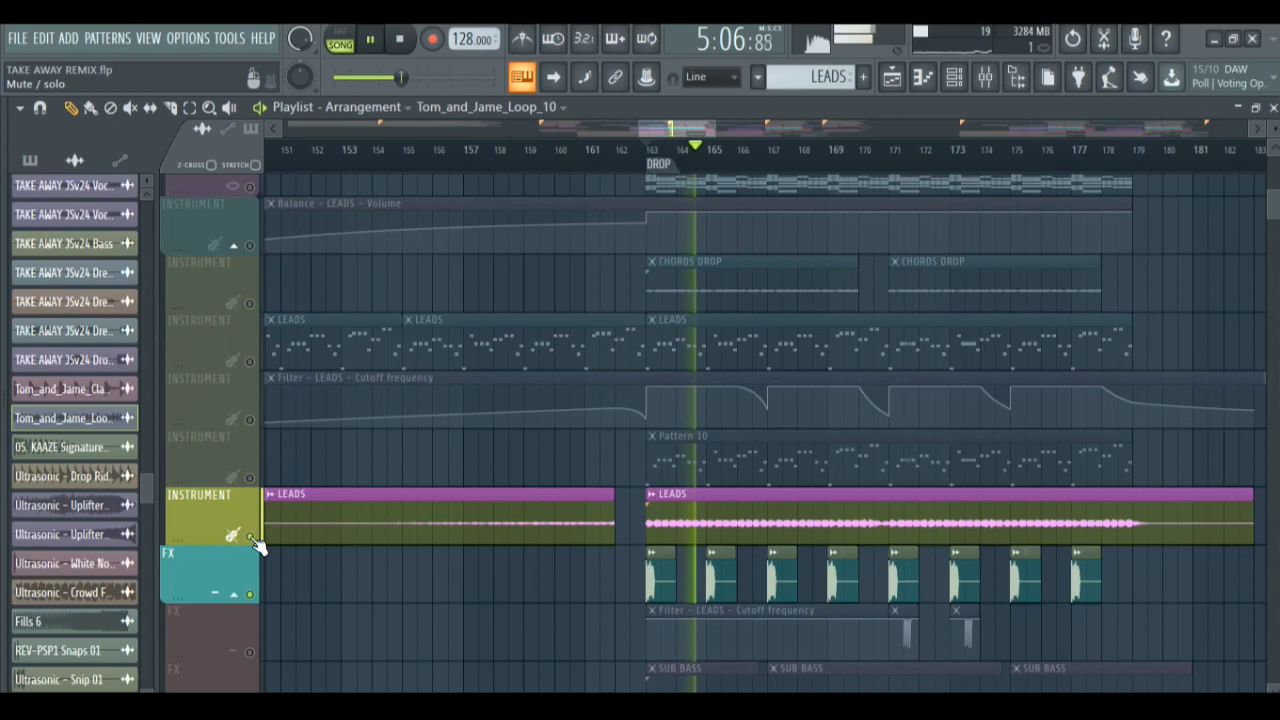 FILE EDIT ADD PATTERNS VIEW OPTIONS TOOLS HELP
PAT
SONG
128.000
3.2.1
5:06:88
M:S:CS
19
3284 MB
1
TAKE AWAY REMIX.flp
Mute / solo
Line
LEADS
15/10 DAW
Poll | Voting Op..
Playlist - Arrangement
Tom_and_Jame_Loop_10
Z-CROSS
STRETCH
151 152 153 154 155 156 157 158 159 160 161 162 163 164 165 166 167 168 169 170 171 172 173 174 175 176 177 178 179 180 181 182 183
DROP
TAKE AWAY JSv24 Voc..
TAKE AWAY JSv24 Voc..
TAKE AWAY JSv24 Bass
TAKE AWAY JSv24 Dre..
TAKE AWAY JSv24 Dre..
TAKE AWAY JSv24 Dre..
TAKE AWAY JSv24 Dro..
Tom_and_Jame_Cla..
Tom_and_Jame_Loo..
05. KAAZE Signature..
Ultrasonic - Drop Rid..
Ultrasonic - Uplifter..
Ultrasonic - Uplifter..
Ultrasonic - White No..
Ultrasonic - Crowd F..
Fills 6
REV-PSP1 Snaps 01
Ultrasonic - Snip 01
INSTRUMENT
Balance - LEADS - Volume
INSTRUMENT
CHORDS DROP
CHORDS DROP
INSTRUMENT
LEADS
LEADS
LEADS
INSTRUMENT
Filter - LEADS - Cutoff frequency
INSTRUMENT
Pattern 10
INSTRUMENT
LEADS
LEADS
FX
FX
Filter - LEADS - Cutoff frequency
FX
SUB BASS
SUB BASS
SUB BASS